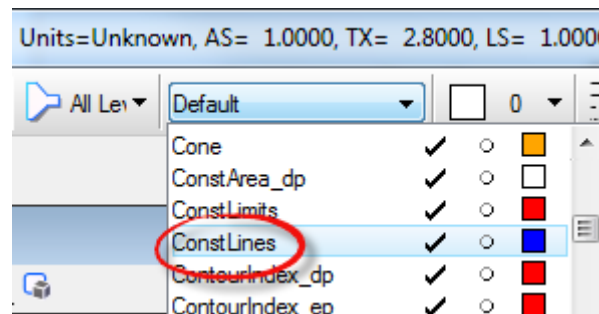 Units=Unknown, AS= 1.0000, TX= 2.8000, LS= 1.000
All Lev Default 0
Cone
ConstArea_dp
ConstLimits
ConstLines
ContourIndex_dp
ContourIndex_ep